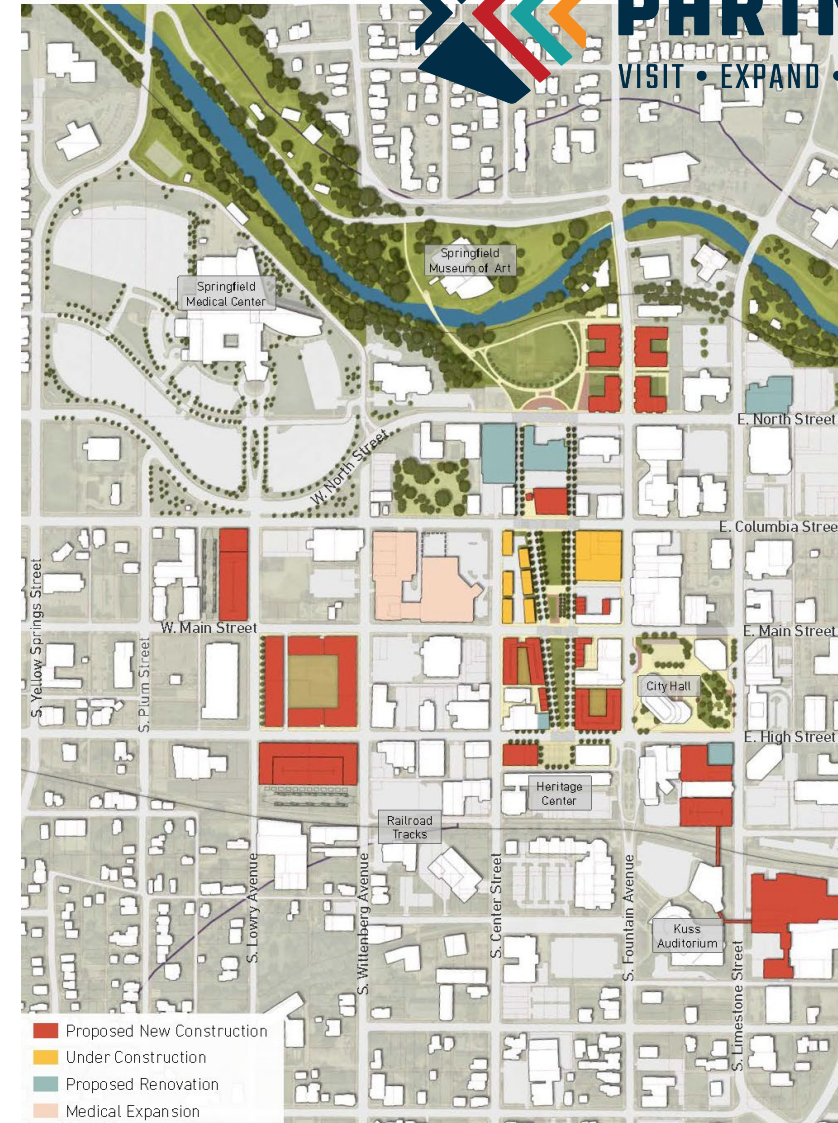 VISIT • EXPAND •
Springfield
Museum of Art
Springfield
Medical Center
E. North Street
W. North Street
E. Columbia Stree
S. Yellow Springs Street
S. Plum Street
W. Main Street
E. Main Street
City Hall
E. High Street
Heritage
Center
Railroad
Tracks
S. Lowry Avenue
S. Wittenberg Avenue
S. Center Street
S. Fountain Avenue
Kuss
Auditorium
S. Limestone Street
Proposed New Construction
Under Construction
Proposed Renovation
Medical Expansion